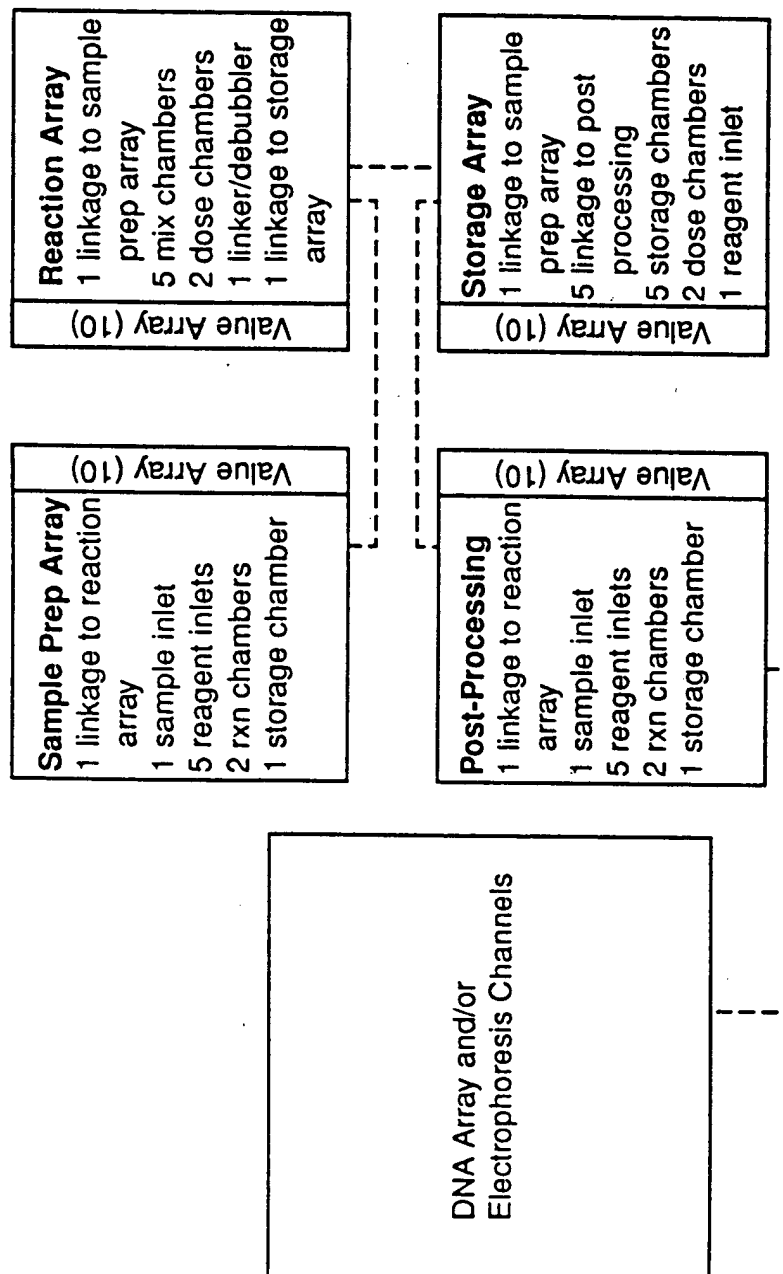 Reaction Array
1 linkage to sample
prep array
5 mix chambers
2 dose chambers
1 linker/debubbler
1 linkage to storage
array
Value Array (10)
Storage Array
1 linkage to sample
prep array
5 linkage to post
processing
5 storage chambers
2 dose chambers
1 reagent inlet
Value Array (10)
Sample Prep Array
1 linkage to reaction
array
1 sample inlet
5 reagent inlets
2 rxn chambers
1 storage chamber
Value Array (10)
Post-Processing
1 linkage to reaction
array
1 sample inlet
5 reagent inlets
2 rxn chambers
1 storage chamber
Value Array (10)
DNA Array and/or
Electrophoresis Channels